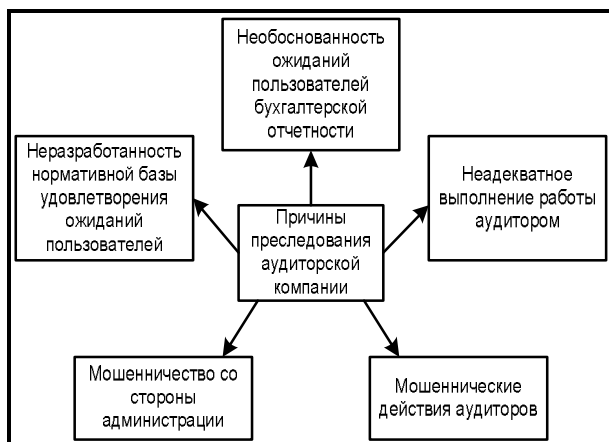 Необоснованность
ожиданий
пользователей
бухгалтерской
отчетности
Неразработанность
нормативной базы
удовлетворения
ожиданий
пользователей
Неадекватное
выполнение работы
аудитором
Причины
преследования
аудиторской
компании
Мошенничество со
стороны
администрации
Мошеннические
действия аудиторов